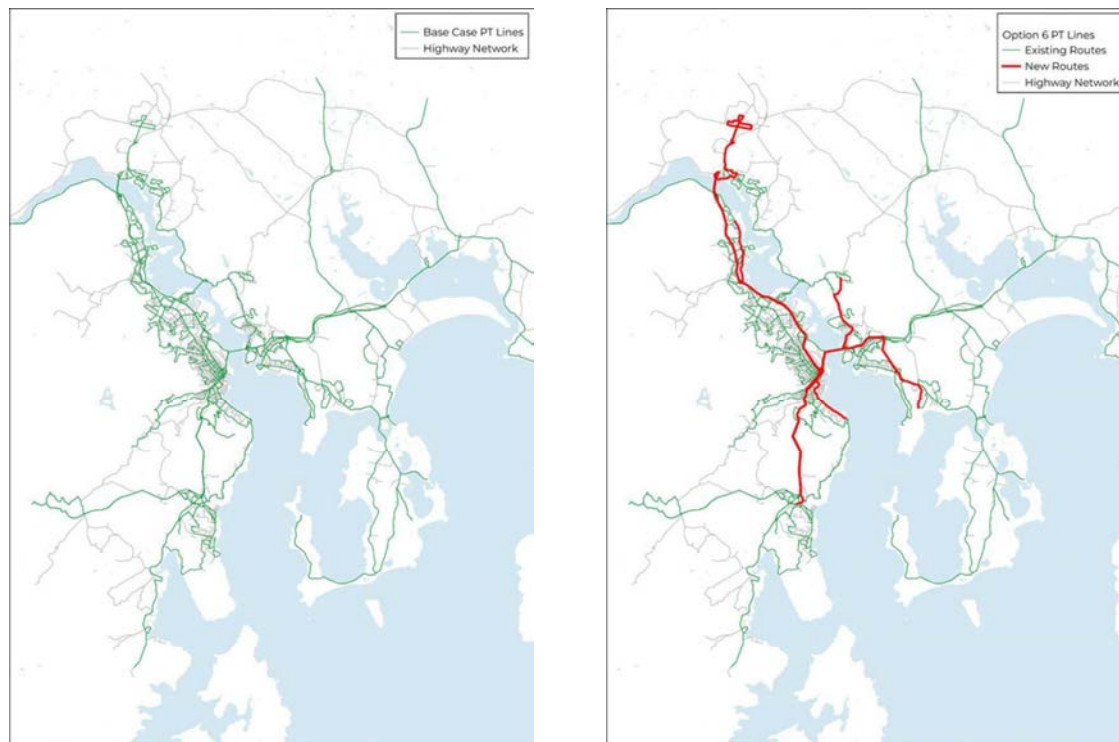 Base Case PT Lines
Highway Network
Option 6 PT Lines
Existing Routes
New Routes
Highway Network